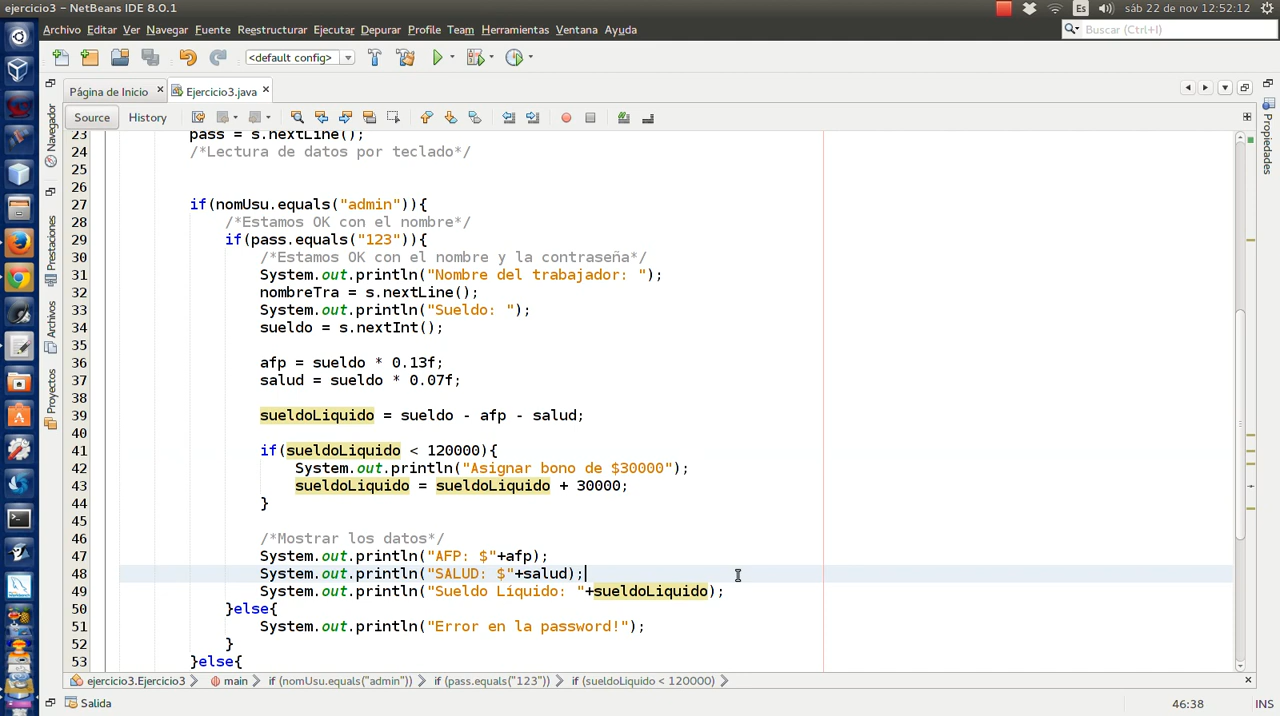 ejercicio3 - NetBeans IDE 8.0.1
Es
sáb 22 de nov 12:52:12
Archivo Editar Ver Navegar Fuente Reestructurar Ejecutar Depurar Profile Team Herramientas Ventana Ayuda
Buscar (Ctrl+I)
<default config>
Página de Inicio
Ejercicio3.java
Source
History
Navegador
Prestaciones
Archivos
Proyectos
Propiedades
23 pass = s.nextLine();
24 /*Lectura de datos por teclado*/
25
26
27 if(nomUsu.equals("admin")){
28 /*Estamos OK con el nombre*/
29 if(pass.equals("123")){
30 /*Estamos OK con el nombre y la contraseña*/
31 System.out.println("Nombre del trabajador: ");
32 nombreTra = s.nextLine();
33 System.out.println("Sueldo: ");
34 sueldo = s.nextInt();
35
36 afp = sueldo * 0.13f;
37 salud = sueldo * 0.07f;
38
39 sueldoLiquido = sueldo - afp - salud;
40
41 if(sueldoLiquido < 120000){
42 System.out.println("Asignar bono de $30000");
43 sueldoLiquido = sueldoLiquido + 30000;
44 }
45
46 /*Mostrar los datos*/
47 System.out.println("AFP: $"+afp);
48 System.out.println("SALUD: $"+salud);
49 System.out.println("Sueldo Líquido: "+sueldoLiquido);
50 }else{
51 System.out.println("Error en la password!");
52 }
53 }else{
ejercicio3.Ejercicio3
main
if (nomUsu.equals("admin"))
if (pass.equals("123"))
if (sueldoLiquido < 120000)
Salida
46:38
INS